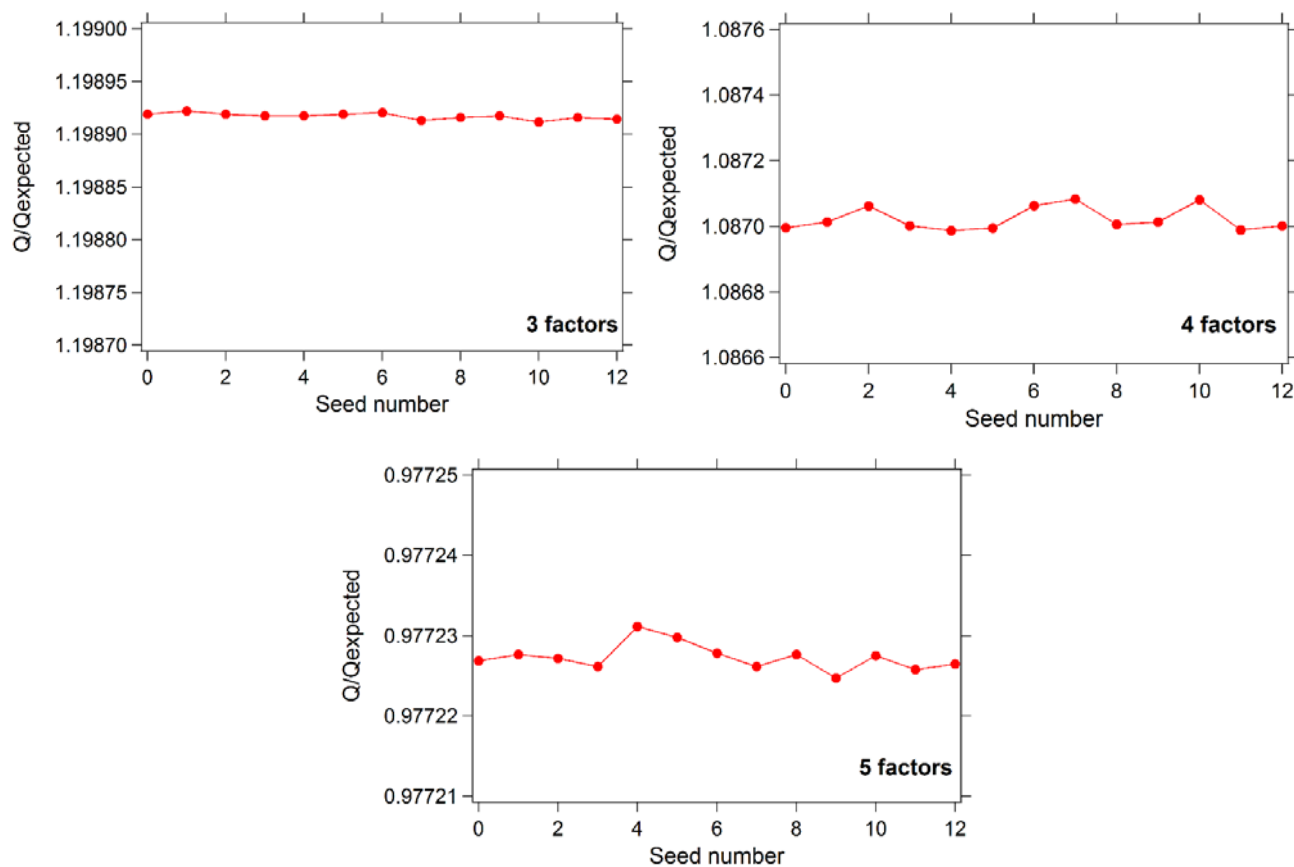 1.19900
1.19895
1.19890
1.19885
1.19880
1.19875
1.19870
Q/Qexpected
3 factors
0 2 4 6 8 10 12
Seed number
1.0876
1.0874
1.0872
1.0870
1.0868
1.0866
Q/Qexpected
4 factors
0 2 4 6 8 10 12
Seed number
0.97725
0.97724
0.97723
0.97722
0.97721
Q/Qexpected
5 factors
0 2 4 6 8 10 12
Seed number